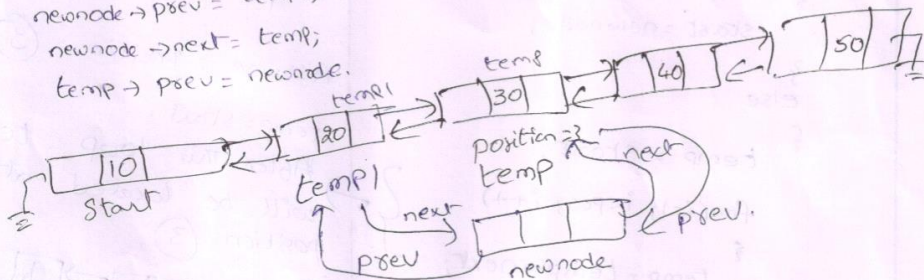 newnode → prev =
newnode → next = temp;
temp → prev = newnode.
10
Start
temp1
20
temp1
temp
30
position = 3
temp
40
50
next
prev
newnode
next
prev.